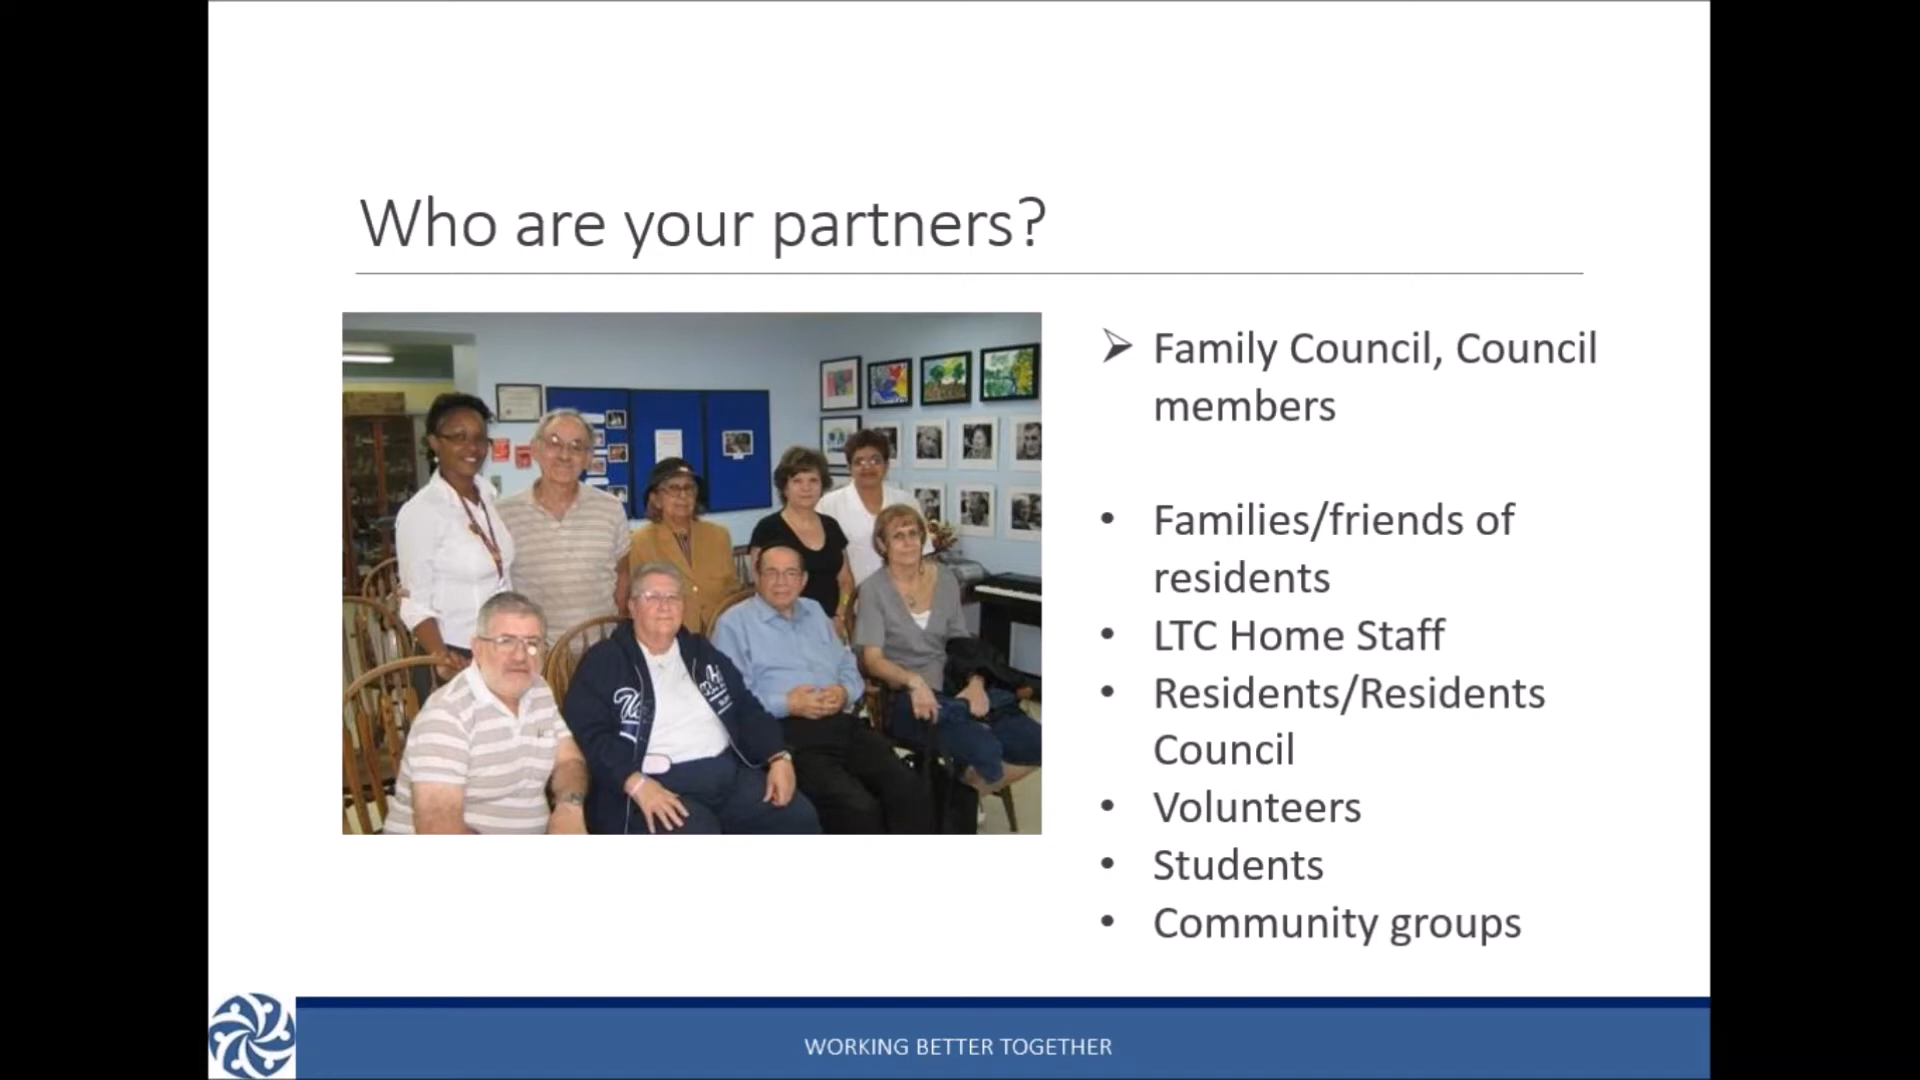 Who are your partners?
➢ Family Council, Council
members
• Families/friends of
residents
• LTC Home Staff
• Residents/Residents
Council
• Volunteers
• Students
• Community groups
WORKING BETTER TOGETHER